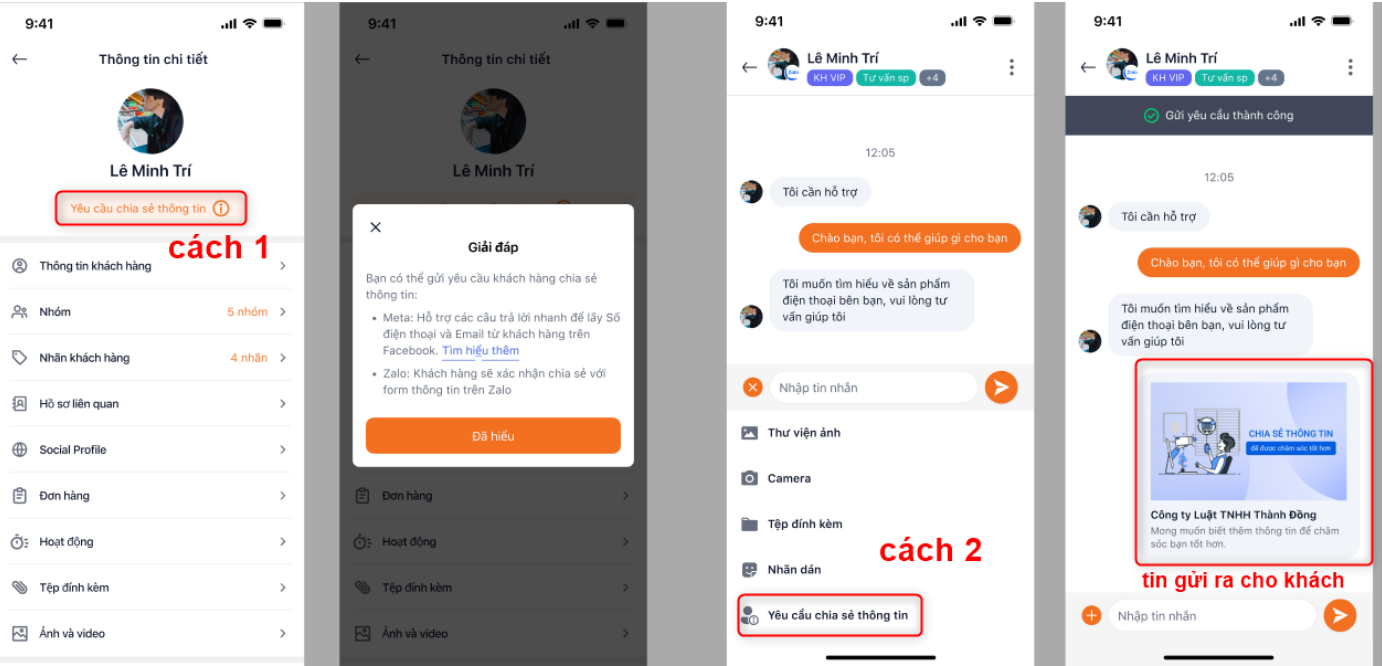 9:41
Thông tin chi tiết
Lê Minh Trí
Yêu cầu chia sẻ thông tin
cách 1
Thông tin khách hàng
Nhóm
5 nhóm
Nhãn khách hàng
4 nhãn
Hồ sơ liên quan
Social Profile
Đơn hàng
Hoạt động
Tệp đính kèm
Ảnh và video
9:41
Thông tin chi tiết
Lê Minh Trí
Giải đáp
Bạn có thể gửi yêu cầu khách hàng chia sẻ
thông tin:
• Meta: Hỗ trợ các câu trả lời nhanh để lấy Số
điện thoại và Email từ khách hàng trên
Facebook. Tìm hiểu thêm
• Zalo: Khách hàng sẽ xác nhận chia sẻ với
form thông tin trên Zalo
Đã hiểu
Đơn hàng
Hoạt động
Tệp đính kèm
Ảnh và video
9:41
Lê Minh Trí
Zalo
KH VIP
Tư vấn sp
+4
12:05
Tôi cần hỗ trợ
Chào bạn, tôi có thể giúp gì cho bạn
Tôi muốn tìm hiểu về sản phẩm
điện thoại bên bạn, vui lòng tư
vấn giúp tôi
Nhập tin nhắn
Thư viện ảnh
Camera
Tệp đính kèm
cách 2
Nhãn dán
Yêu cầu chia sẻ thông tin
9:41
Lê Minh Trí
Zalo
KH VIP
Tư vấn sp
+4
Gửi yêu cầu thành công
12:05
Tôi cần hỗ trợ
Chào bạn, tôi có thể giúp gì cho bạn
Tôi muốn tìm hiểu về sản phẩm
điện thoại bên bạn, vui lòng tư
vấn giúp tôi
CHIA SẺ THÔNG TIN
để được chăm sóc tốt hơn
Công ty Luật TNHH Thành Đồng
Mong muốn biết thêm thông tin để chăm
sóc bạn tốt hơn.
tin gửi ra cho khách
Nhập tin nhắn